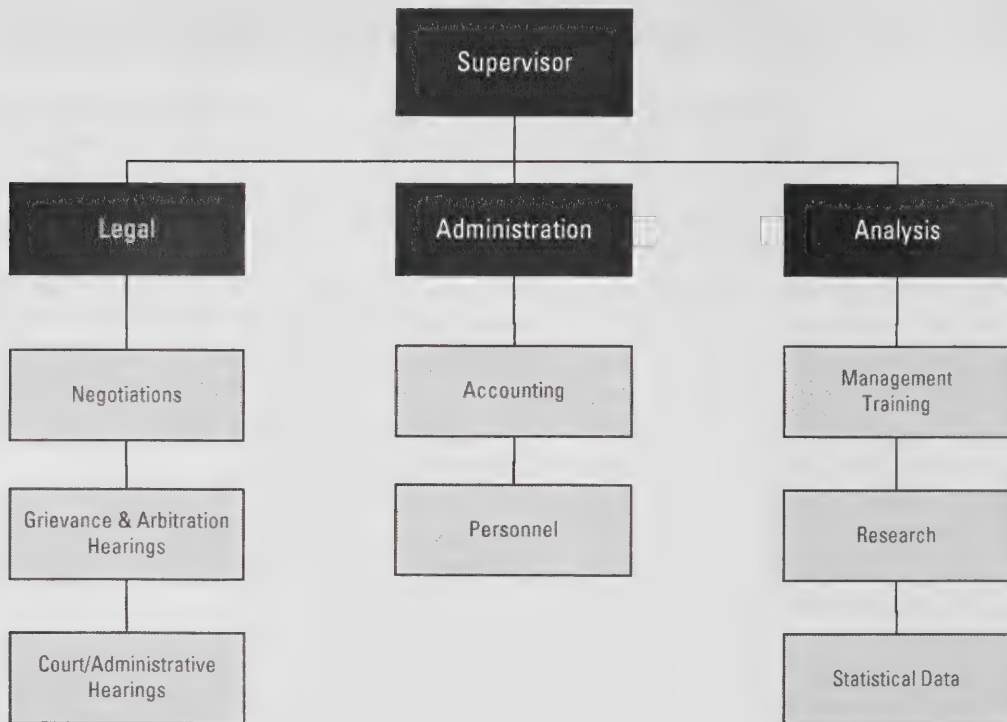 Supervisor
Legal
Administration
Analysis
Negotiations
Accounting
Management
Training
Grievance & Arbitration
Hearings
Personnel
Research
Court/Administrative
Hearings
Statistical Data